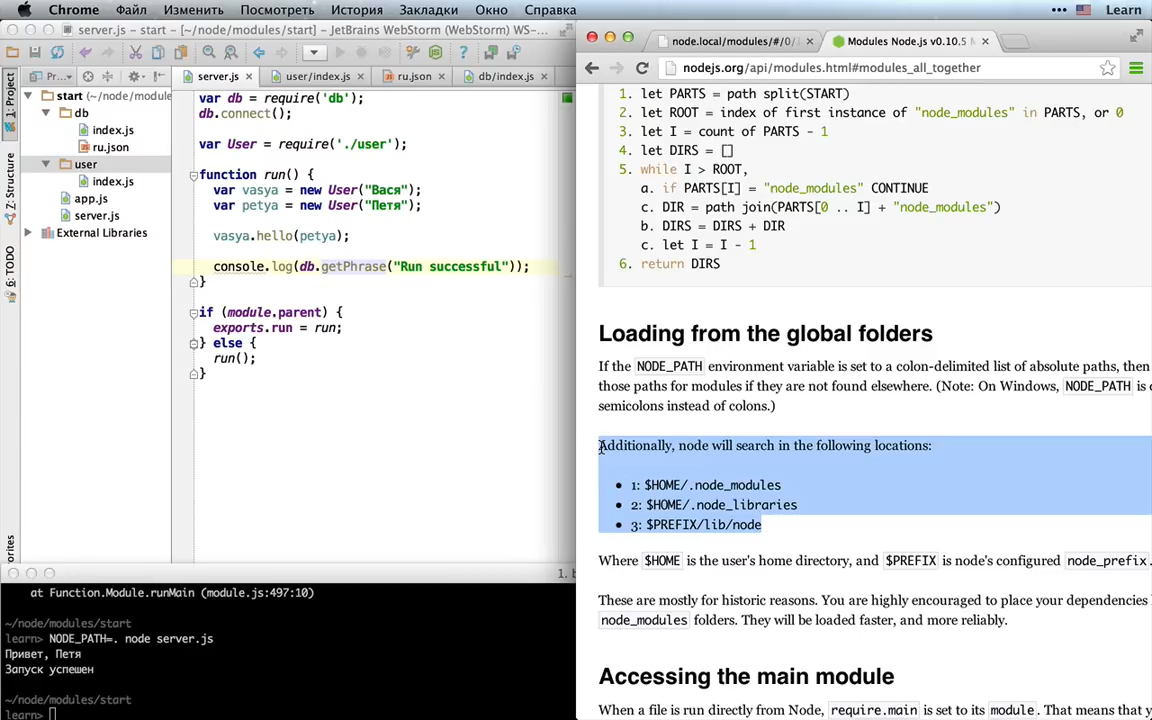 Chrome Файл Изменить Посмотреть История Закладки Окно Справка ••• Learn
server.js – start – [~/node/modules/start] – JetBrains WebStorm (WebStorm) WS-...
1: Project
7: Structure
6: TODO
Pr...
start (~/node/module
db
index.js
ru.json
user
index.js
app.js
server.js
External Libraries
server.js user/index.js ru.json db/index.js
var db = require('db');
db.connect();
var User = require('./user');
function run() {
var vasya = new User("Вася");
var petya = new User("Петя");
vasya.hello(petya);
console.log(db.getPhrase("Run successful"));
}
if (module.parent) {
exports.run = run;
} else {
run();
}
1. b
at Function.Module.runMain (module.js:497:10)
~/node/modules/start
learn> NODE_PATH=. node server.js
Привет, Петя
Запуск успешен
~/node/modules/start
learn>
node.local/modules/#/0/ Modules Node.js v0.10.5
nodejs.org/api/modules.html#modules_all_together
1. let PARTS = path split(START)
2. let ROOT = index of first instance of "node_modules" in PARTS, or 0
3. let I = count of PARTS - 1
4. let DIRS = []
5. while I > ROOT,
a. if PARTS[I] = "node_modules" CONTINUE
c. DIR = path join(PARTS[0 .. I] + "node_modules")
b. DIRS = DIRS + DIR
c. let I = I - 1
6. return DIRS
Loading from the global folders
If the NODE_PATH environment variable is set to a colon-delimited list of absolute paths, then
those paths for modules if they are not found elsewhere. (Note: On Windows, NODE_PATH is
semicolons instead of colons.)
Additionally, node will search in the following locations:
• 1: $HOME/.node_modules
• 2: $HOME/.node_libraries
• 3: $PREFIX/lib/node
Where $HOME is the user's home directory, and $PREFIX is node's configured node_prefix.
These are mostly for historic reasons. You are highly encouraged to place your dependencies
node_modules folders. They will be loaded faster, and more reliably.
Accessing the main module
When a file is run directly from Node, require.main is set to its module. That means that y